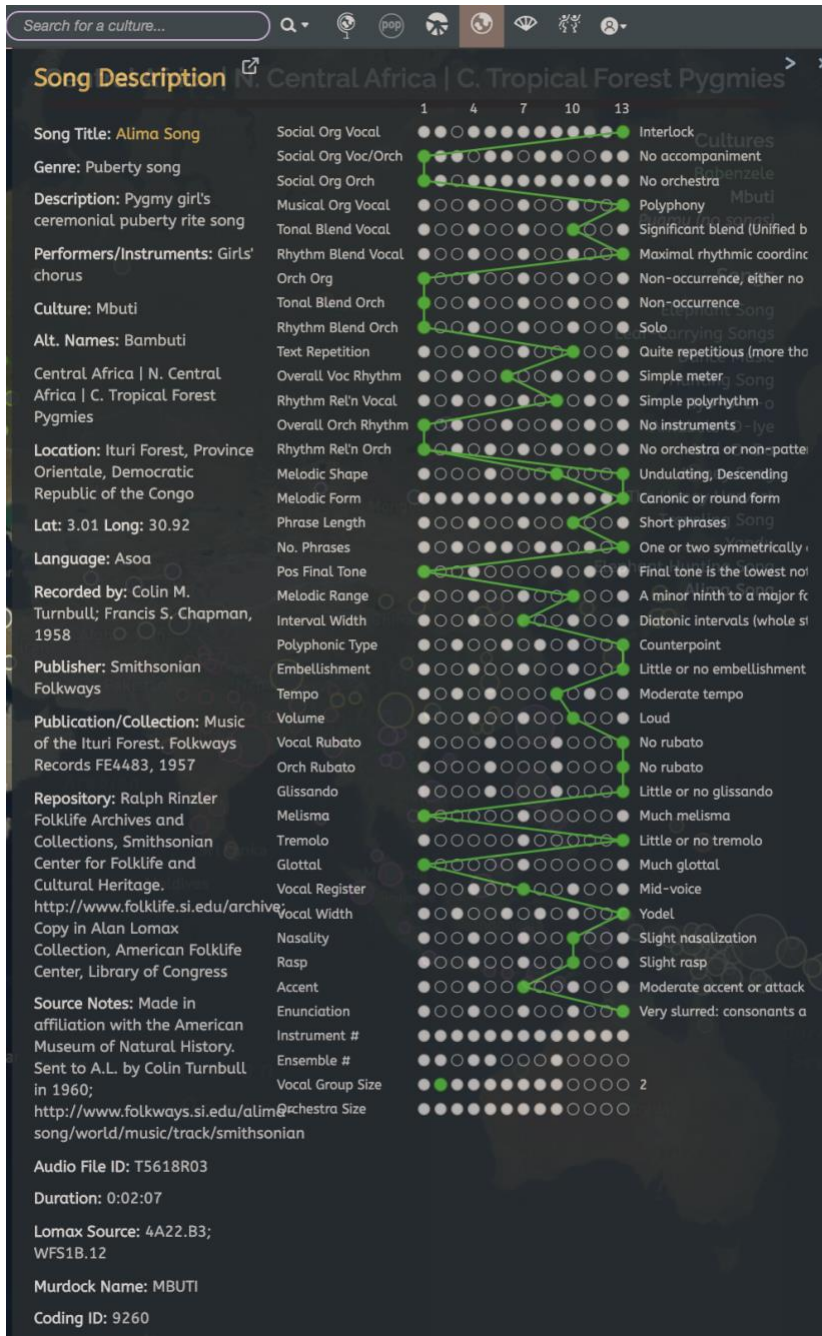 Search for a culture...
pop
Song Description
N. Central Africa | C. Tropical Forest Pygmies
1 4 7 10 13
Song Title: Alima Song
Genre: Puberty song
Description: Pygmy girl's
ceremonial puberty rite song
Performers/Instruments: Girls'
chorus
Culture: Mbuti
Alt. Names: Bambuti
Central Africa | N. Central
Africa | C. Tropical Forest
Pygmies
Location: Ituri Forest, Province
Orientale, Democratic
Republic of the Congo
Lat: 3.01 Long: 30.92
Language: Asoa
Recorded by: Colin M.
Turnbull; Francis S. Chapman,
1958
Publisher: Smithsonian
Folkways
Publication/Collection: Music
of the Ituri Forest. Folkways
Records FE4483, 1957
Repository: Ralph Rinzler
Folklife Archives and
Collections, Smithsonian
Center for Folklife and
Cultural Heritage.
http://www.folklife.si.edu/archive;
Copy in Alan Lomax
Collection, American Folklife
Center, Library of Congress
Source Notes: Made in
affiliation with the American
Museum of Natural History.
Sent to A.L. by Colin Turnbull
in 1960;
http://www.folkways.si.edu/alima-
song/world/music/track/smithsonian
Audio File ID: T5618R03
Duration: 0:02:07
Lomax Source: 4A22.B3;
WFS1B.12
Murdock Name: MBUTI
Coding ID: 9260
Social Org Vocal Interlock
Social Org Voc/Orch No accompaniment
Social Org Orch No orchestra
Musical Org Vocal Polyphony
Tonal Blend Vocal Significant blend (Unified b
Rhythm Blend Vocal Maximal rhythmic coordinc
Orch Org Non-occurrence, either no
Tonal Blend Orch Non-occurrence
Rhythm Blend Orch Solo
Text Repetition Quite repetitious (more tha
Overall Voc Rhythm Simple meter
Rhythm Rel'n Vocal Simple polyrhythm
Overall Orch Rhythm No instruments
Rhythm Rel'n Orch No orchestra or non-patte
Melodic Shape Undulating, Descending
Melodic Form Canonic or round form
Phrase Length Short phrases
No. Phrases One or two symmetrically
Pos Final Tone Final tone is the lowest not
Melodic Range A minor ninth to a major fo
Interval Width Diatonic intervals (whole st
Polyphonic Type Counterpoint
Embellishment Little or no embellishment
Tempo Moderate tempo
Volume Loud
Vocal Rubato No rubato
Orch Rubato No rubato
Glissando Little or no glissando
Melisma Much melisma
Tremolo Little or no tremolo
Glottal Much glottal
Vocal Register Mid-voice
Vocal Width Yodel
Nasality Slight nasalization
Rasp Slight rasp
Accent Moderate accent or attack
Enunciation Very slurred: consonants a
Instrument #
Ensemble #
Vocal Group Size 2
Orchestra Size
Cultures
Babenzele
Mbuti
Pygmy (no songs)
Songs
Elephant Song